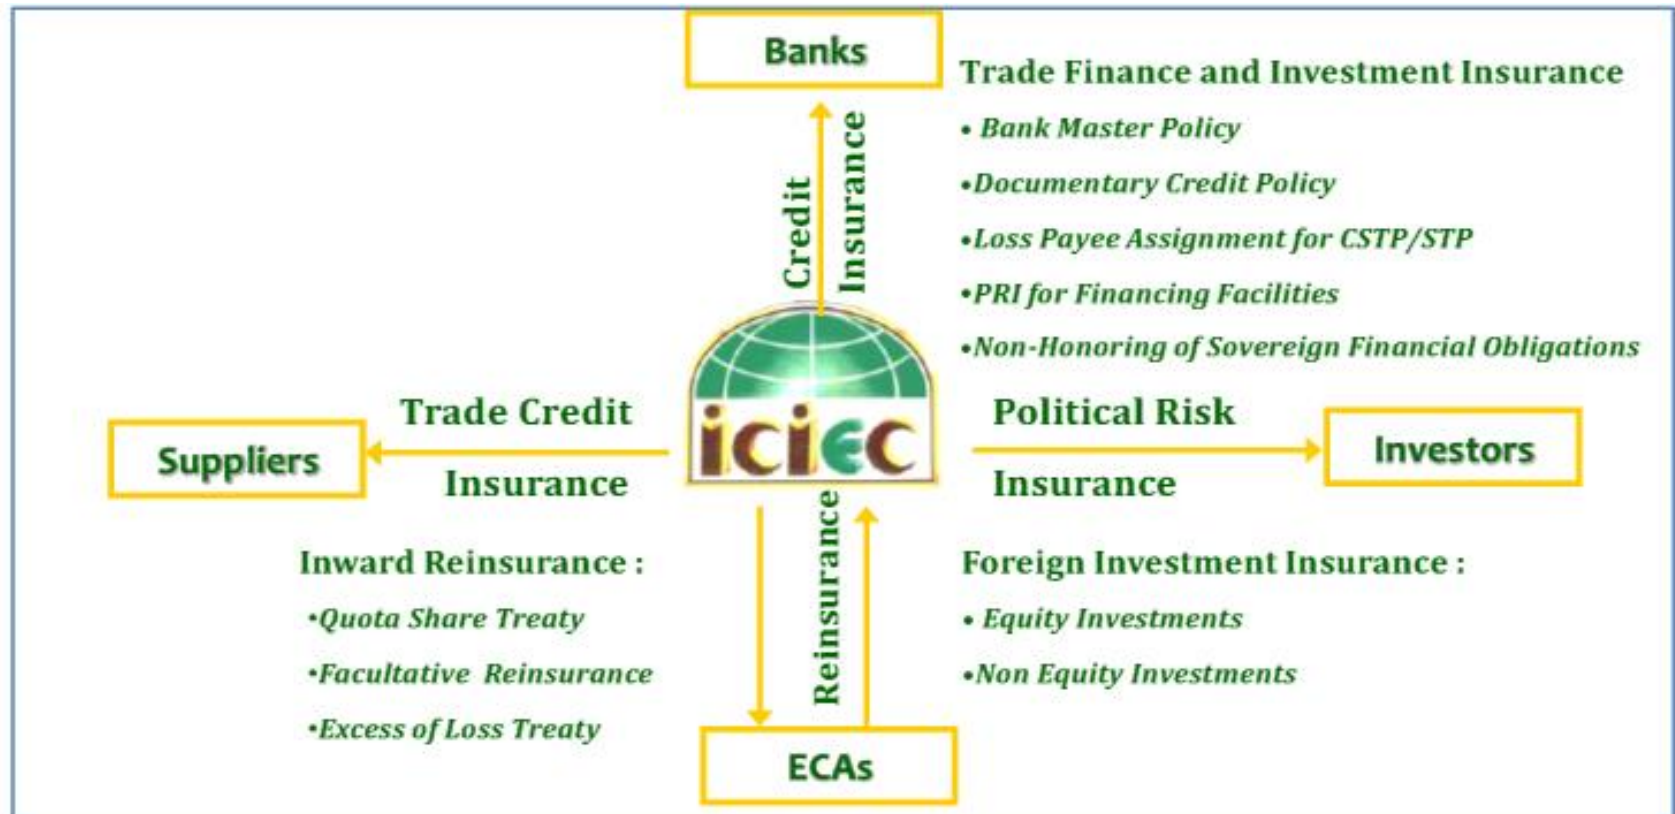 Banks
Trade Finance and Investment Insurance
• Bank Master Policy
•Documentary Credit Policy
•Loss Payee Assignment for CSTP/STP
•PRI for Financing Facilities
•Non-Honoring of Sovereign Financial Obligations
Credit
Insurance
iciec
Trade Credit
Insurance
Suppliers
Political Risk
Insurance
Investors
Inward Reinsurance :
•Quota Share Treaty
•Facultative Reinsurance
•Excess of Loss Treaty
Reinsurance
Foreign Investment Insurance :
• Equity Investments
•Non Equity Investments
ECAs